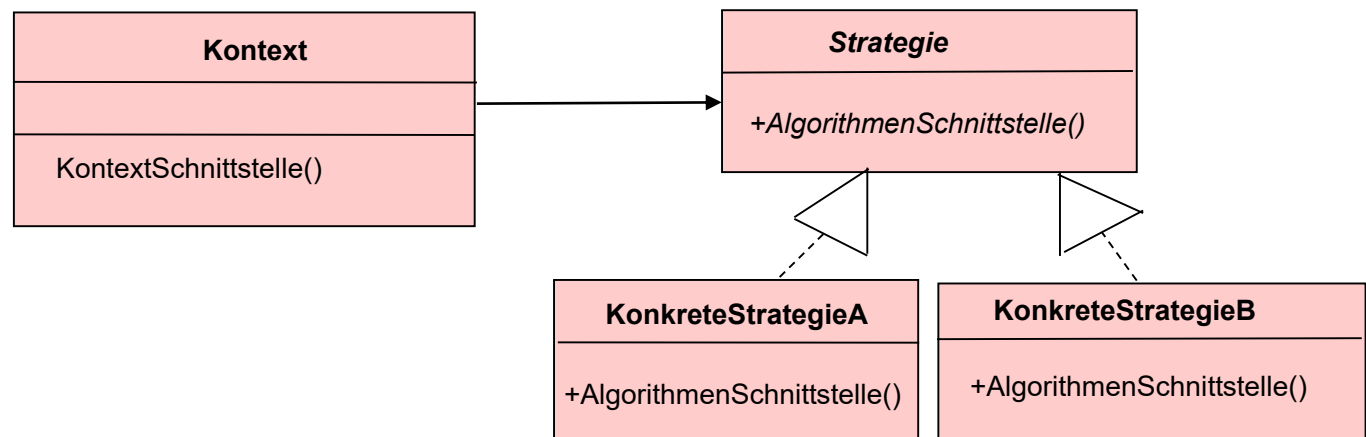 Kontext
KontextSchnittstelle()
Strategie
+AlgorithmenSchnittstelle()
KonkreteStrategieA
+AlgorithmenSchnittstelle()
KonkreteStrategieB
+AlgorithmenSchnittstelle()